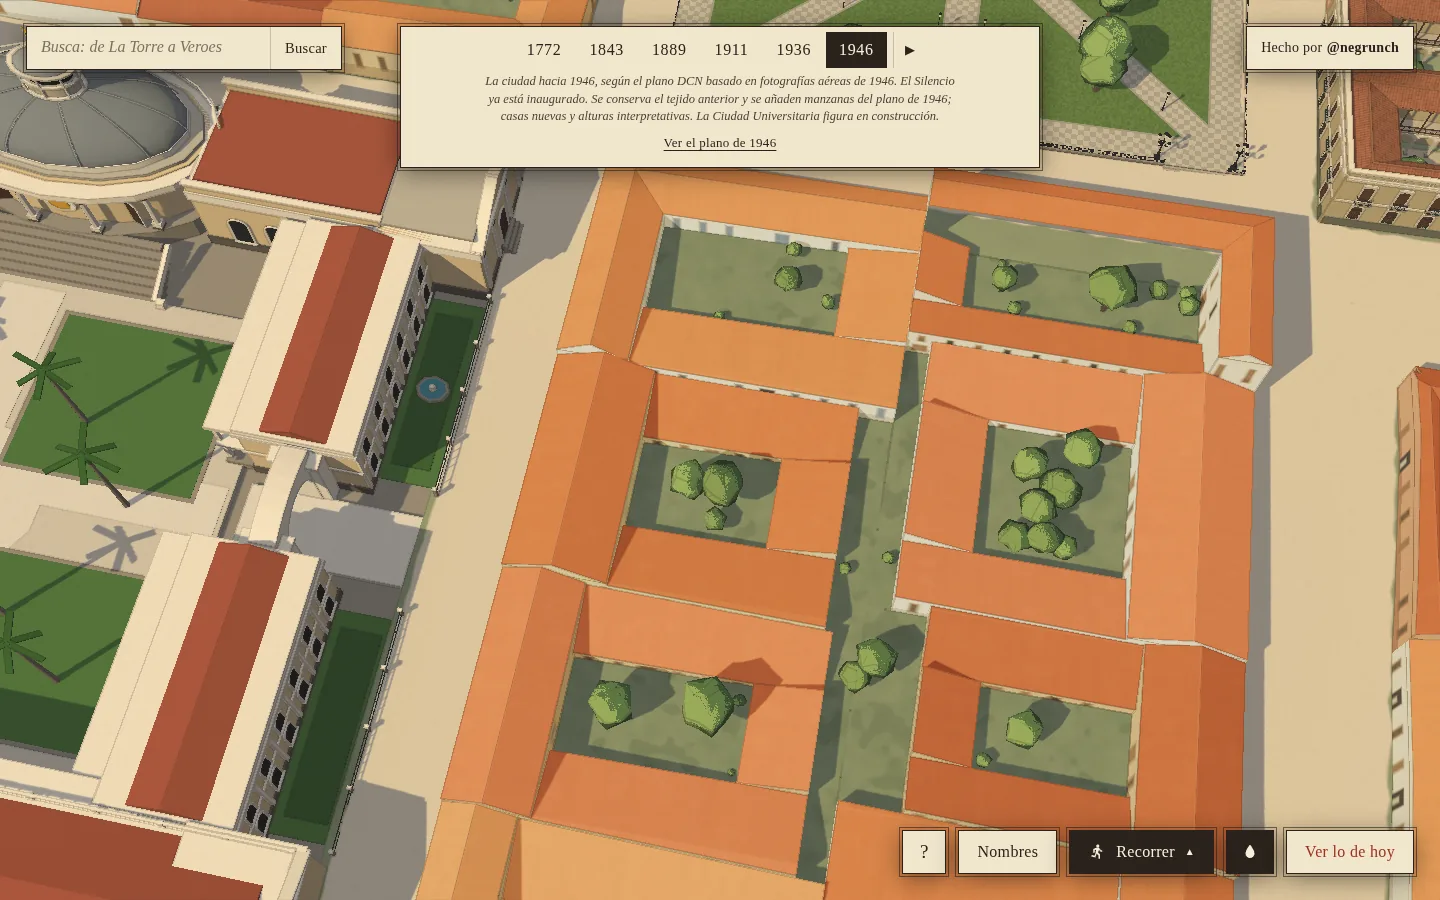 Busca: de La Torre a Veroes
Buscar
1772 1843 1889 1911 1936 1946 ▶
La ciudad hacia 1946, según el plano DCN basado en fotografías aéreas de 1946. El Silencio
ya está inaugurado. Se conserva el tejido anterior y se añaden manzanas del plano de 1946;
casas nuevas y alturas interpretativas. La Ciudad Universitaria figura en construcción.
Ver el plano de 1946
Hecho por @negrunch
?
Nombres
Recorrer ▲
Ver lo de hoy